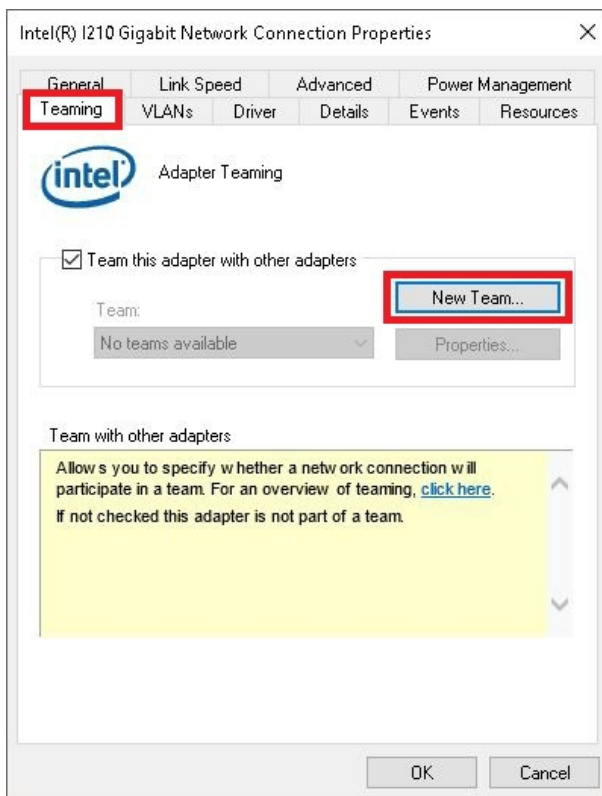 Intel(R) I210 Gigabit Network Connection Properties
General Link Speed Advanced Power Management
Teaming VLANs Driver Details Events Resources
intel
Adapter Teaming
Team this adapter with other adapters
New Team...
Team:
No teams available
Properties...
Team with other adapters
Allows you to specify whether a network connection will
participate in a team. For an overview of teaming, click here.
If not checked this adapter is not part of a team.
OK Cancel